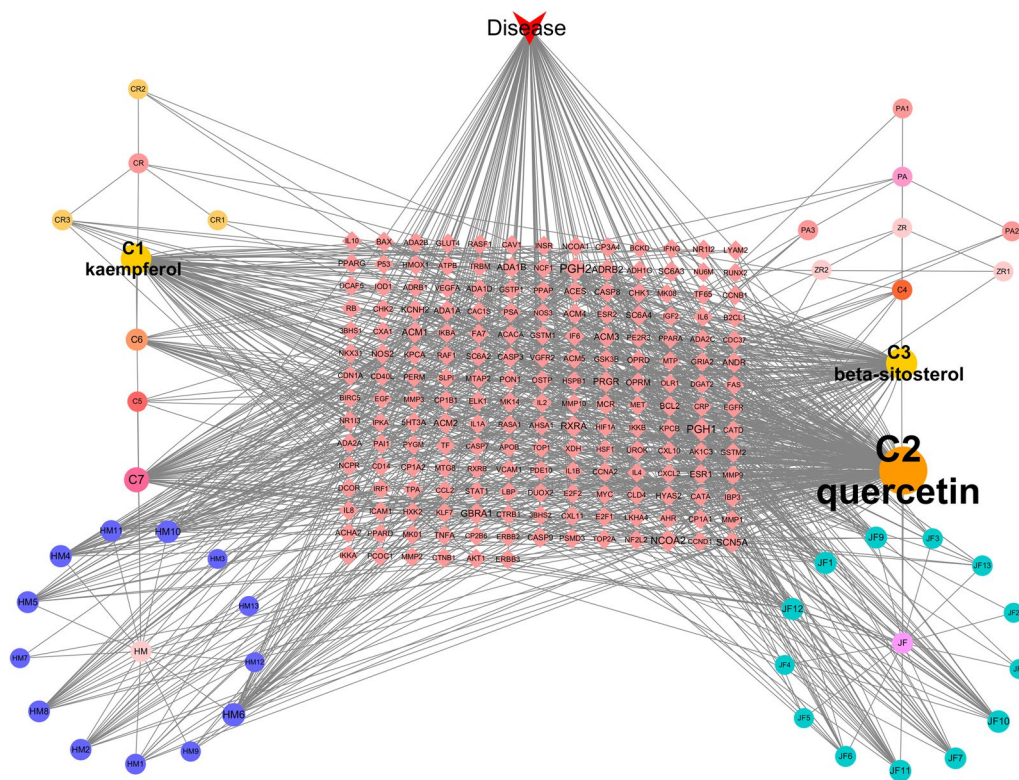 Disease
CR2
PA1
CR
PA
CR3
CR1
ZR
PA3
PA2
C1
kaempferol
ZR2
ZR1
C4
C6
C3
beta-sitosterol
C5
C2
quercetin
C7
IL10 BAX ADA2B GLUT4 RASF1 CAV1 INSR NCOA1 CP3A4 BCKD IFNG NR1I2 LYAM2
PPARG P53 HMOX1 ATPB TRBM ADA1B NCF1 PGH2 ADRB2 ADH1G SC6A3 NU6M RUNX2
DCAF5 IOD1 ADRB1 VEGFA ADA1D GSTP1 PPAP ACES CASP8 CHK1 MK08 TF65 CCNB1
RB CHK2 KCNH2 ADA1A CAC1S PSA NOS3 ACM4 ESR2 SC6A4 IGF2 IL6 B2CL1
3BHS1 CXA1 ACM1 IKBA FA7 ACACA GSTM1 IF6 ACM3 PE2R3 PPARA ADA2C CDC37
NKX31 NOS2 KPCA RAF1 SC6A2 CASP3 VGFR2 ACM5 GSK3B OPRD MTP GRIA2 ANDR
CDN1A CD40L PERM SLPI MTAP2 PON1 OSTP HSPB1 PRGR OPRM OLR1 DGAT2 FAS
BIRC5 EGF MMP3 CP1B1 ELK1 MK14 IL2 MMP10 MCR MET BCL2 CRP EGFR
NR1I3 IPKA 5HT3A ACM2 IL1A RASA1 AHSA1 RXRA HIF1A IKKB KPCB PGH1 CATD
ADA2A PAI1 PYGM TF CASP7 APOB TOP1 XDH HSF1 UROK CXL10 AK1C3 GSTM2
NCPR CD14 CP1A2 MTG8 RXRB VCAM1 PDE10 IL1B CCNA2 IL4 CXCL2 ESR1 MMP9
DCOR IRF1 TPA CCL2 STAT1 LBP DUOX2 E2F2 MYC CLD4 HYAS2 CATA IBP3
IL8 ICAM1 HXK2 KLF7 GBRA1 CTRB1 3BHS2 CXL11 E2F1 LKHA4 AHR CP1A1 MMP1
ACHA2 PPARD MK01 TNFA CP2B6 ERBB2 CASP9 PSMD3 TOP2A NF2L2 NCOA2 CCND1 SCN5A
IKKA PCOC1 MMP2 CTNB1 AKT1 ERBB3
HM11
HM10
HM4
HM3
HM5
HM13
HM
HM7
HM12
HM8
HM6
HM2
HM1
HM9
JF9
JF3
JF1
JF13
JF12
JF2
JF
JF4
JF5
JF10
JF6
JF7
JF11